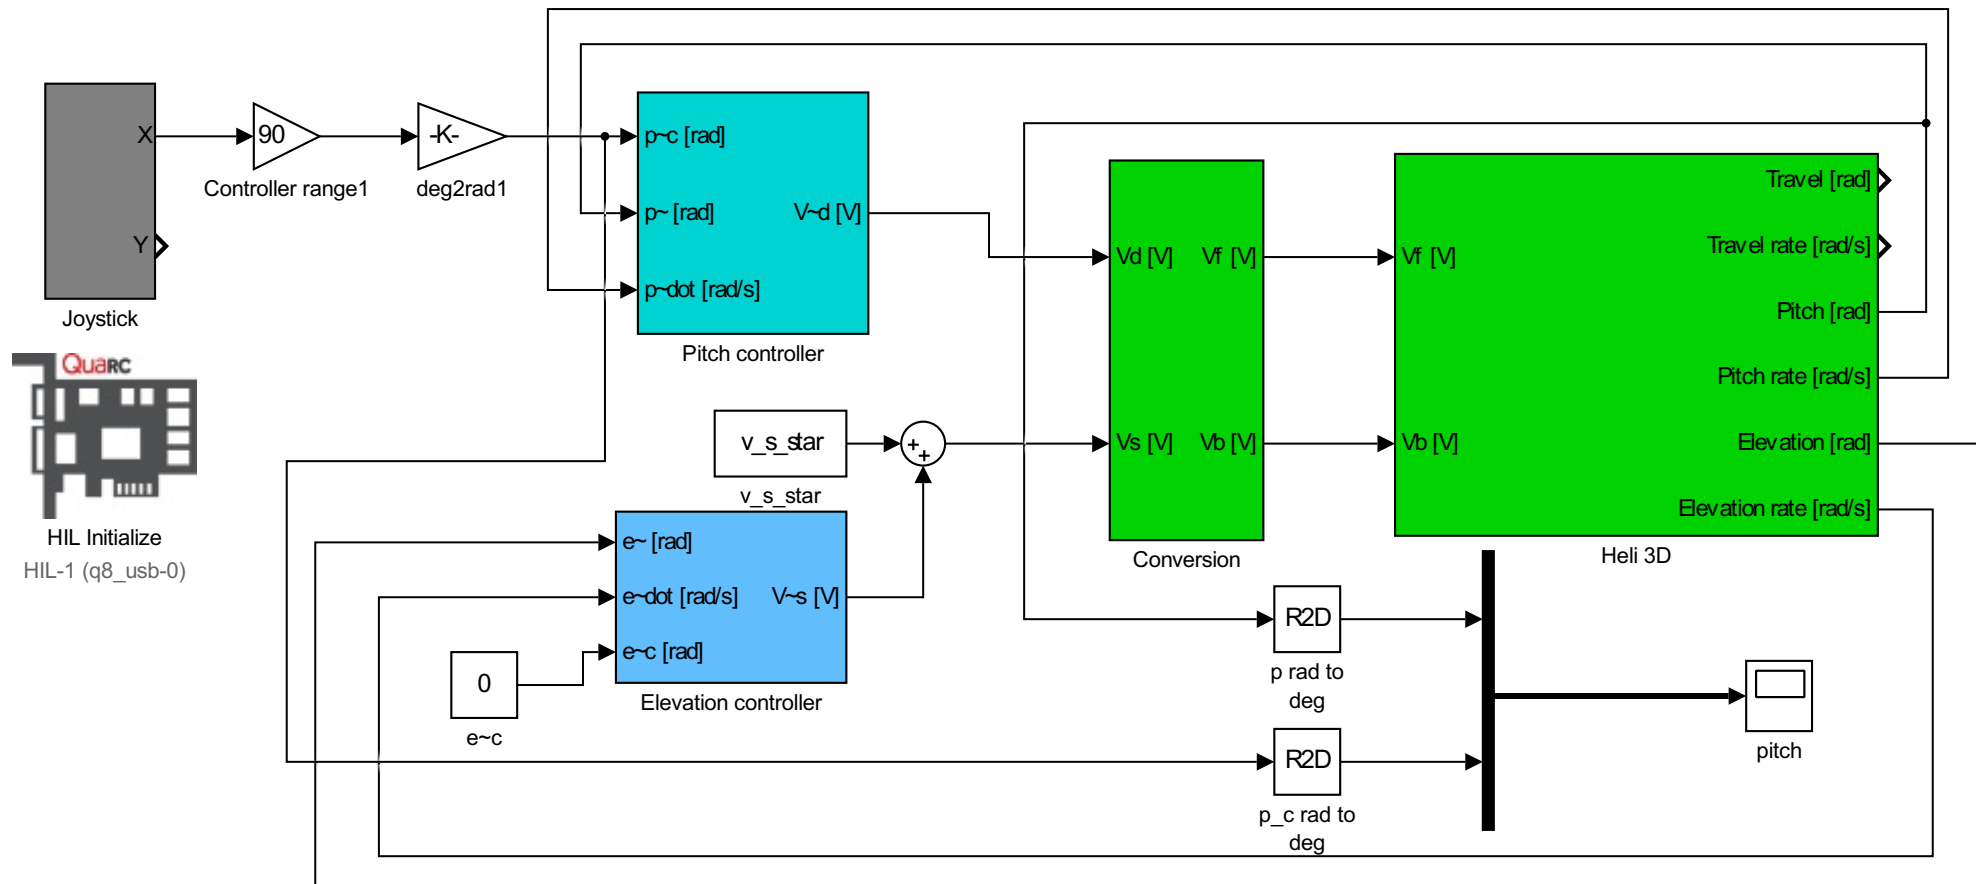 X
Y
Joystick
90
Controller range1
-K-
deg2rad1
p~c [rad]
p~ [rad]
p~dot [rad/s]
V~d [V]
Pitch controller
QuaRC
HIL Initialize
HIL-1 (q8_usb-0)
v_s_star
v_s_star
+
+
e~ [rad]
e~dot [rad/s]
e~c [rad]
V~s [V]
Elevation controller
0
e~c
Vd [V]
Vs [V]
Vf [V]
Vb [V]
Conversion
Vf [V]
Vb [V]
Travel [rad]
Travel rate [rad/s]
Pitch [rad]
Pitch rate [rad/s]
Elevation [rad]
Elevation rate [rad/s]
Heli 3D
R2D
p rad to
deg
R2D
p_c rad to
deg
pitch